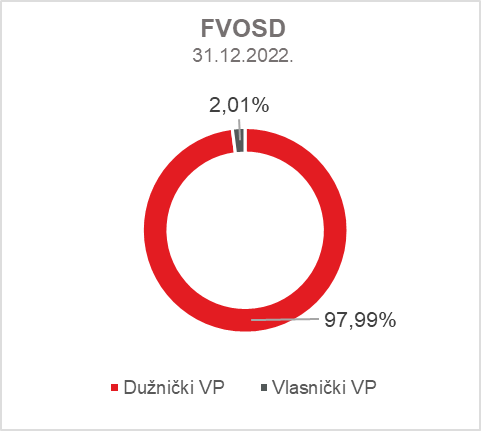 FVOSD
31.12.2022.
2,01%
97,99%
Dužnički VP
Vlasnički VP